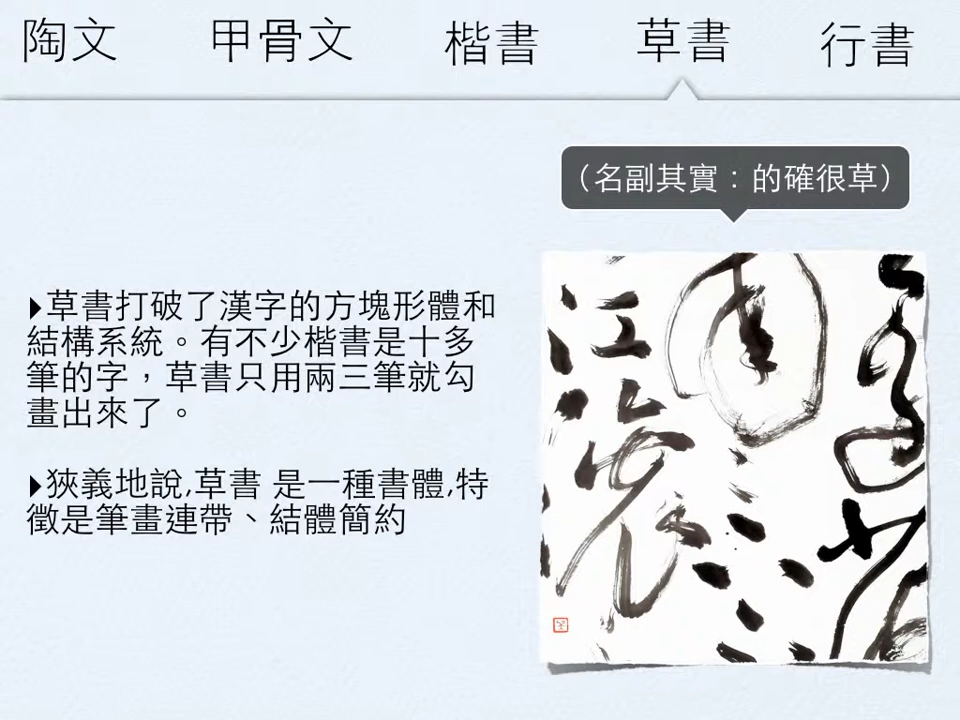 陶文
甲骨文
楷書
草書
行書
（名副其實：的確很草）
▸草書打破了漢字的方塊形體和
結構系統。有不少楷書是十多
筆的字，草書只用兩三筆就勾
畫出來了。
▸狹義地說,草書 是一種書體,特
徵是筆畫連帶、結體簡約